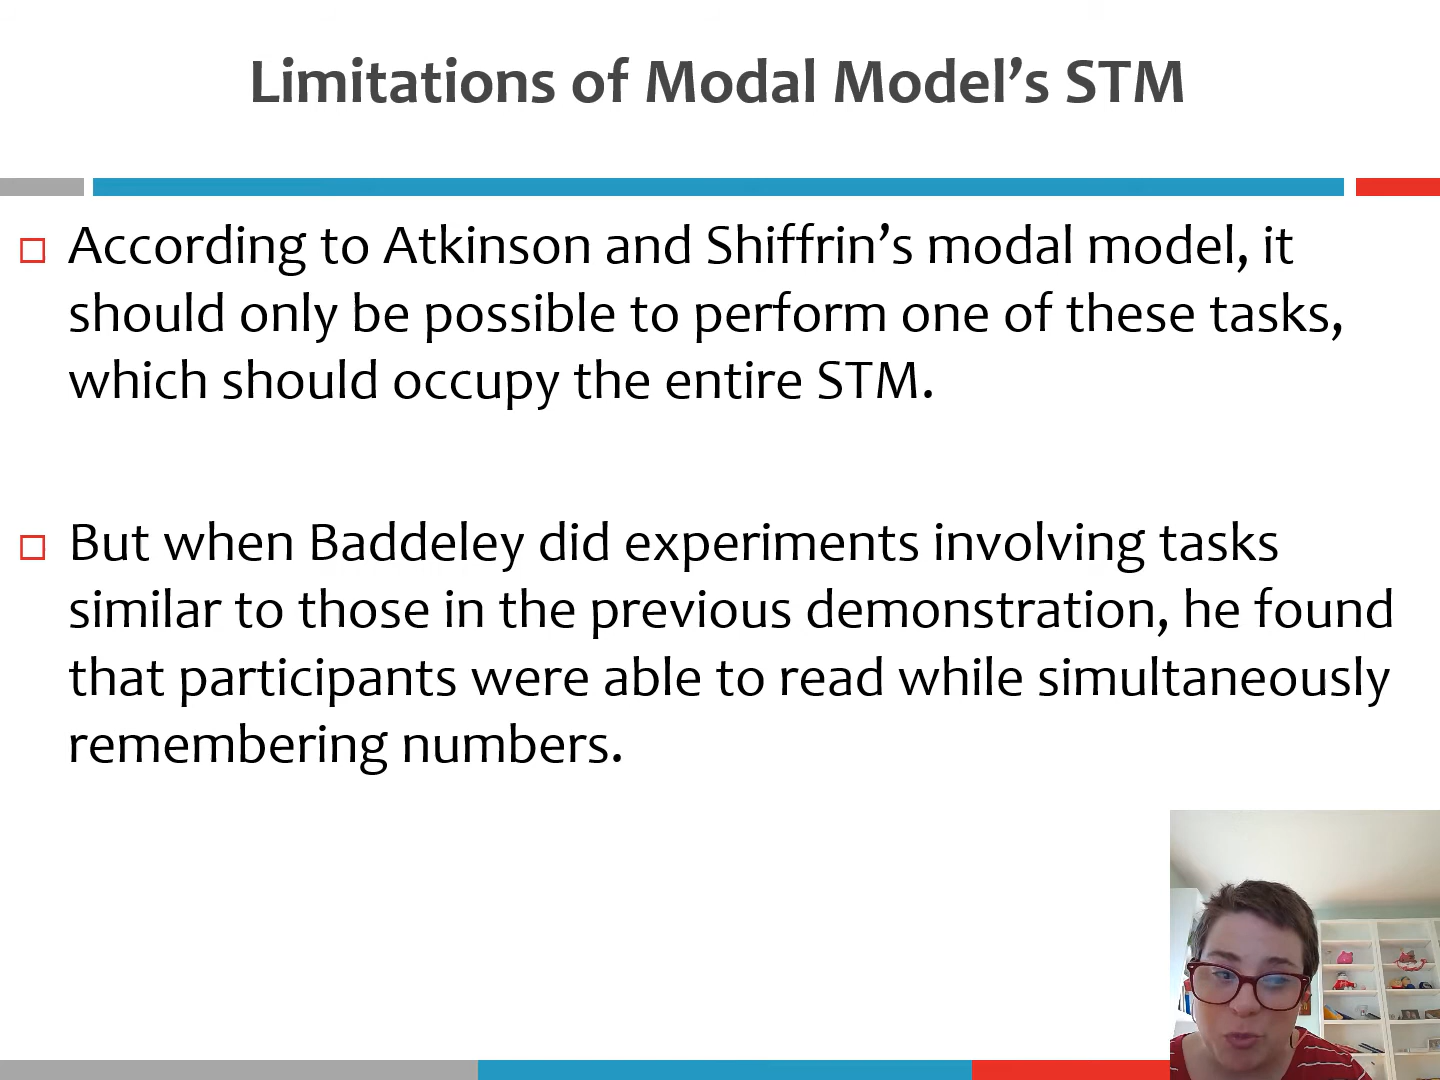 Limitations of Modal Model’s STM
According to Atkinson and Shiffrin’s modal model, it
should only be possible to perform one of these tasks,
which should occupy the entire STM.
But when Baddeley did experiments involving tasks
similar to those in the previous demonstration, he found
that participants were able to read while simultaneously
remembering numbers.